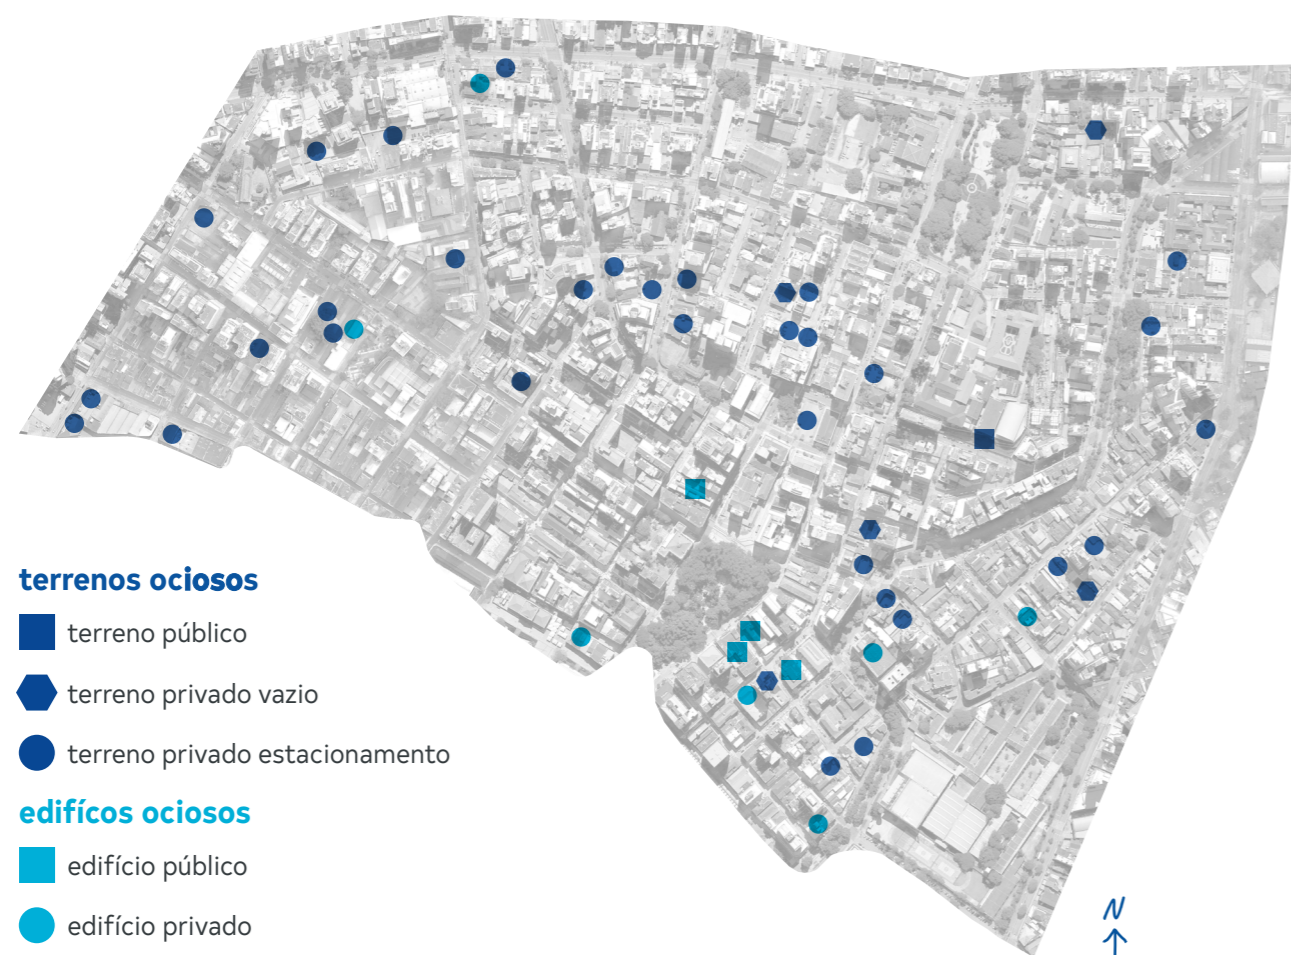 terrenos ociosos
terreno público
terreno privado vazio
terreno privado estacionamento
edifícos ociosos
edifício público
edifício privado
N